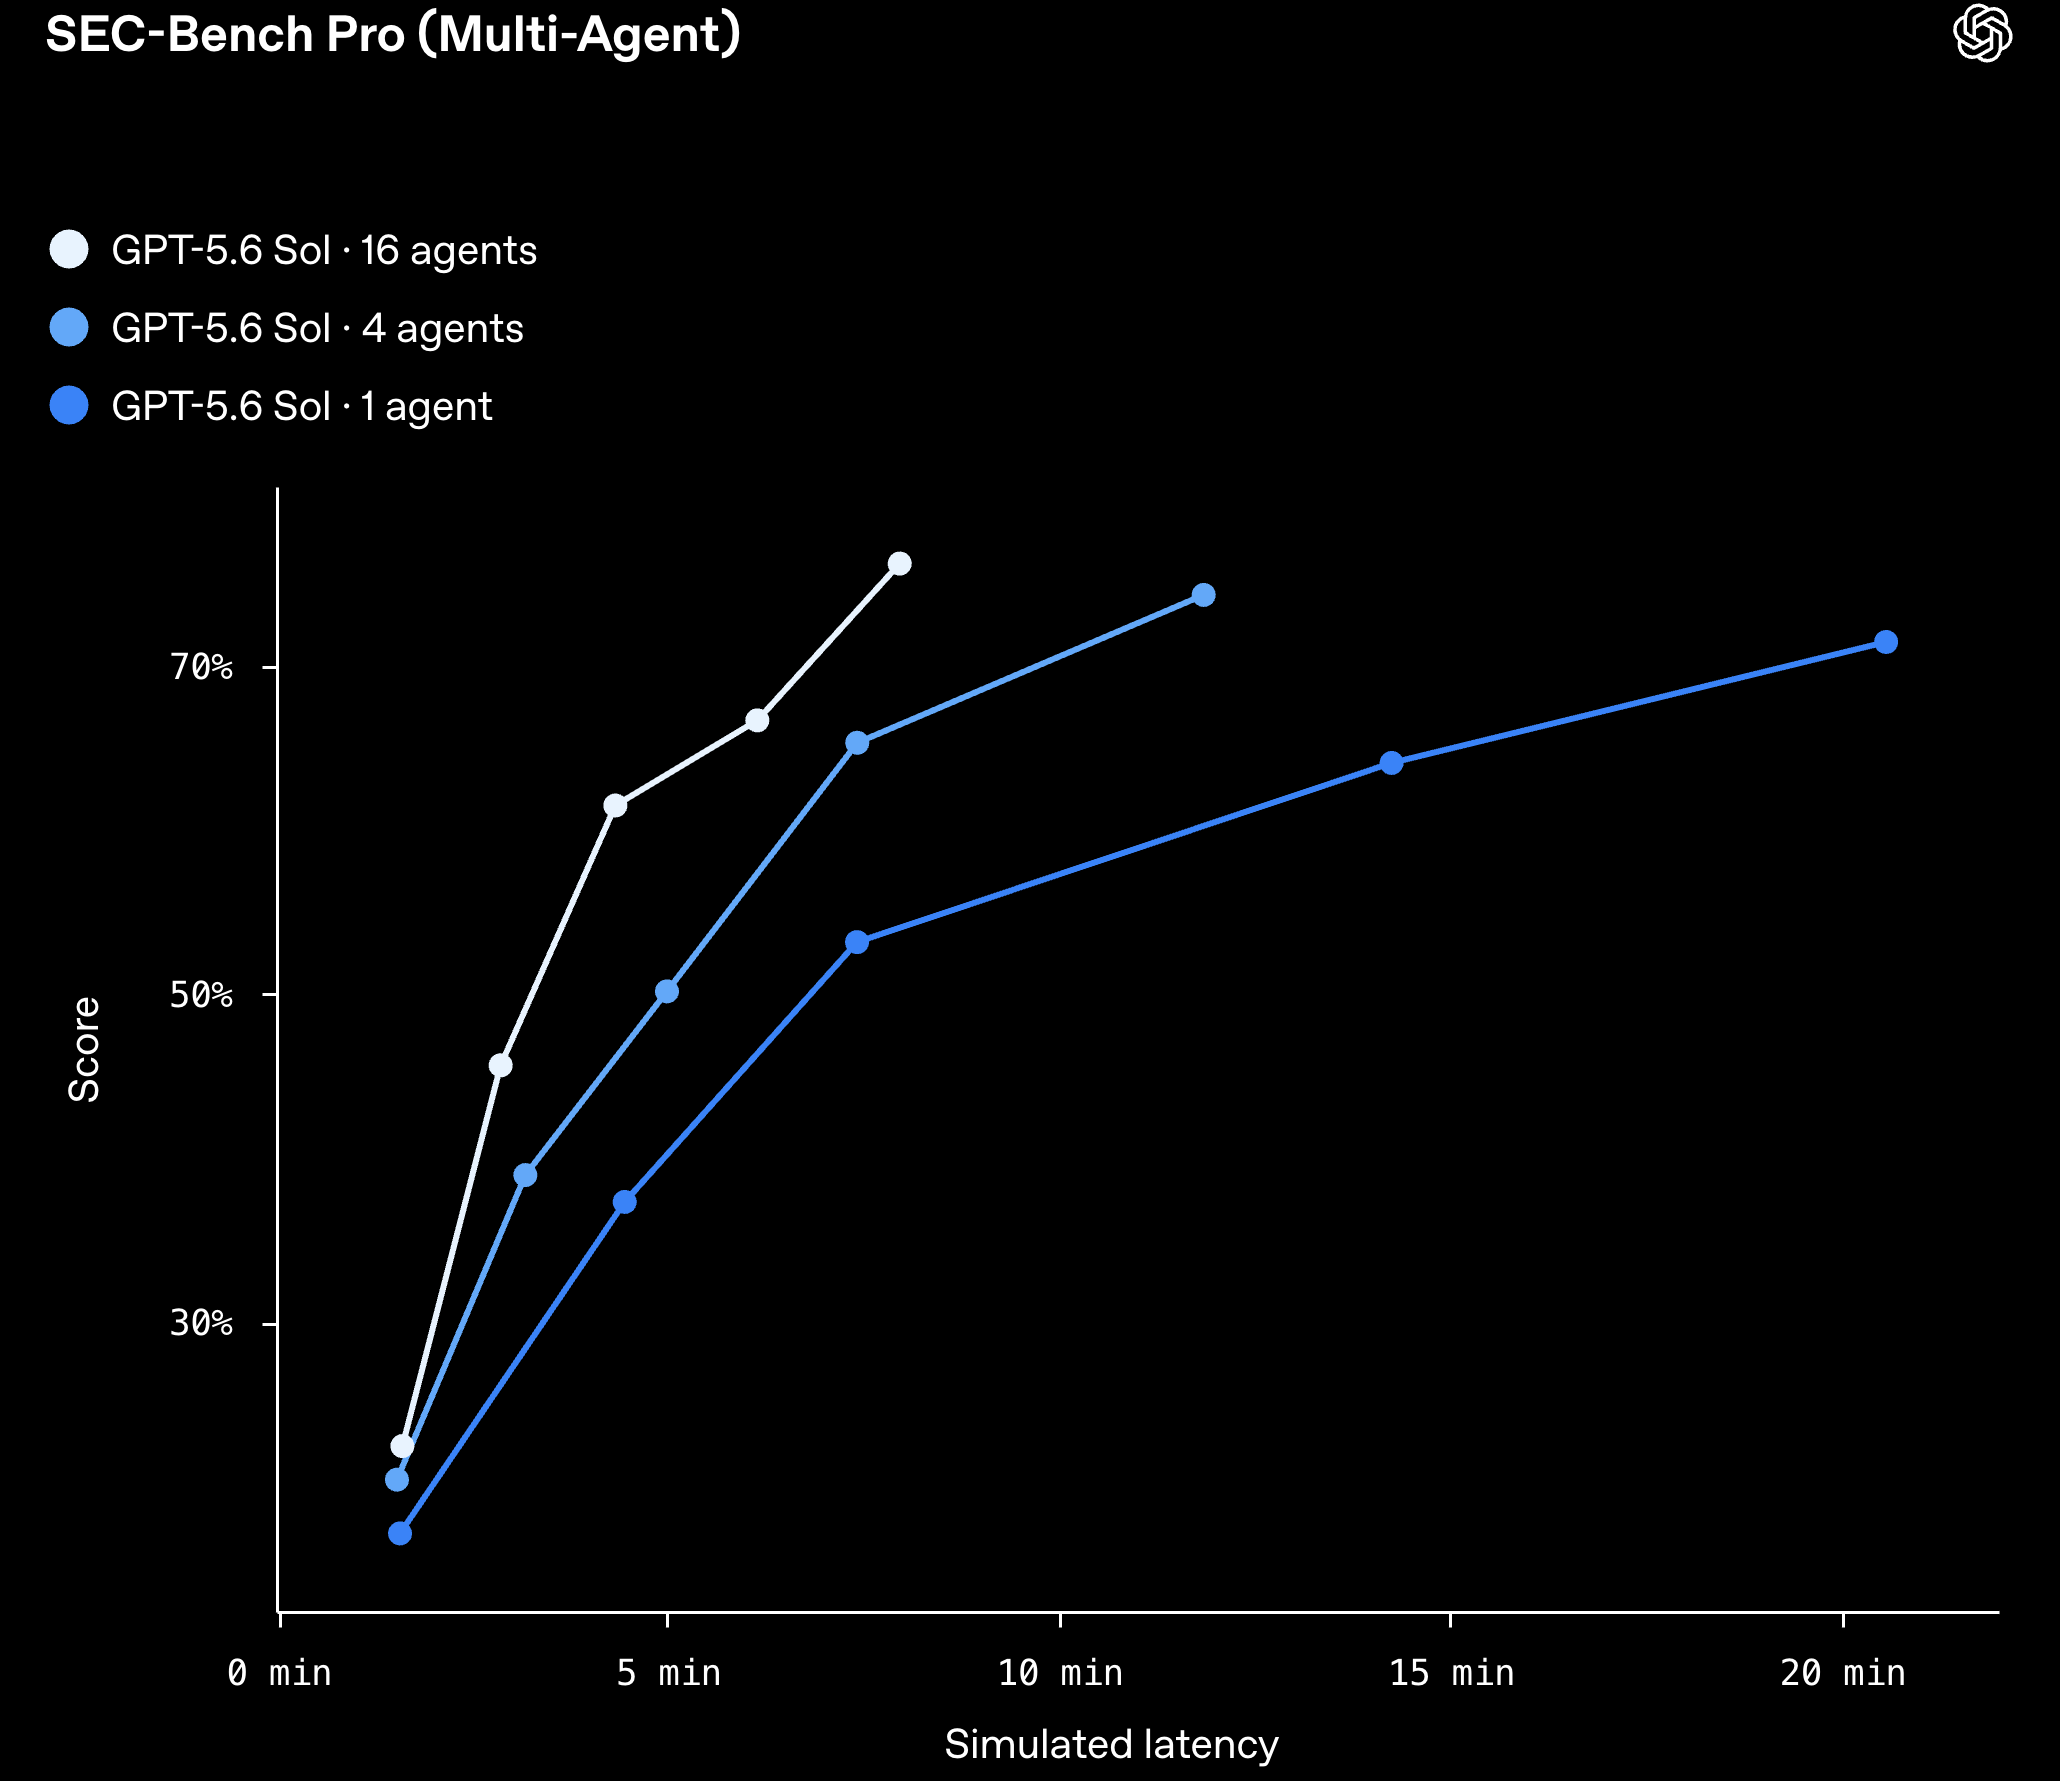 SEC-Bench Pro (Multi-Agent)
GPT-5.6 Sol · 16 agents
GPT-5.6 Sol · 4 agents
GPT-5.6 Sol · 1 agent
70%
50%
30%
Score
0 min
5 min
10 min
15 min
20 min
Simulated latency